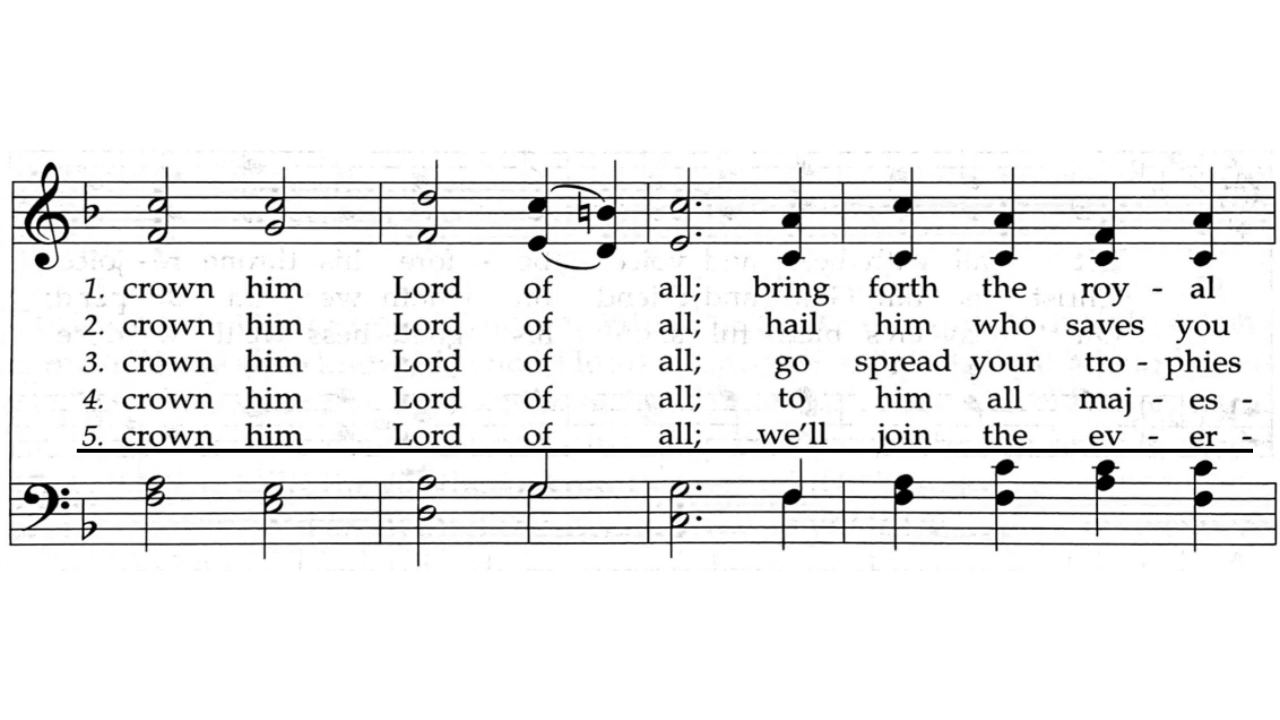 1. crown him Lord of all; bring forth the roy - al
2. crown him Lord of all; hail him who saves you
3. crown him Lord of all; go spread your tro - phies
4. crown him Lord of all; to him all maj - es -
5. crown him Lord of all; we'll join the ev - er -